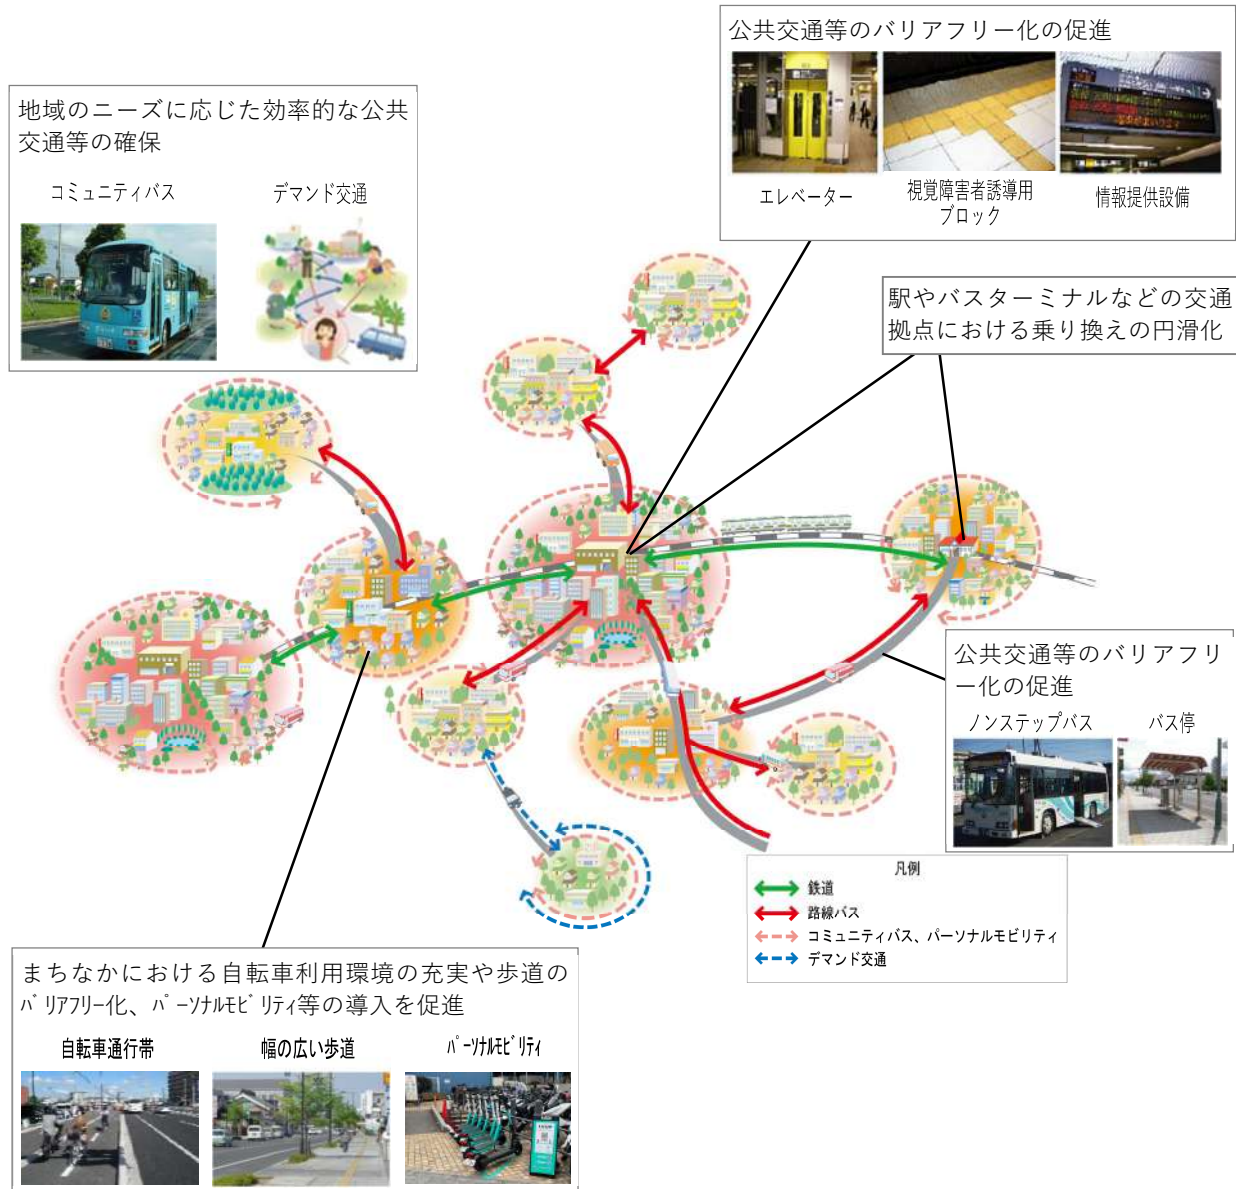 公共交通等のバリアフリー化の促進
エレベーター
視覚障害者誘導用
ブロック
情報提供設備
地域のニーズに応じた効率的な公共
交通等の確保
コミュニティバス
デマンド交通
駅やバスターミナルなどの交通
拠点における乗り換えの円滑化
公共交通等のバリアフリ
ー化の促進
ノンステップバス
バス停
凡例
鉄道
路線バス
コミュニティバス、パーソナルモビリティ
デマンド交通
まちなかにおける自転車利用環境の充実や歩道の
バリアフリー化、パーソナルモビリティ等の導入を促進
自転車通行帯
幅の広い歩道
パーソナルモビリティ